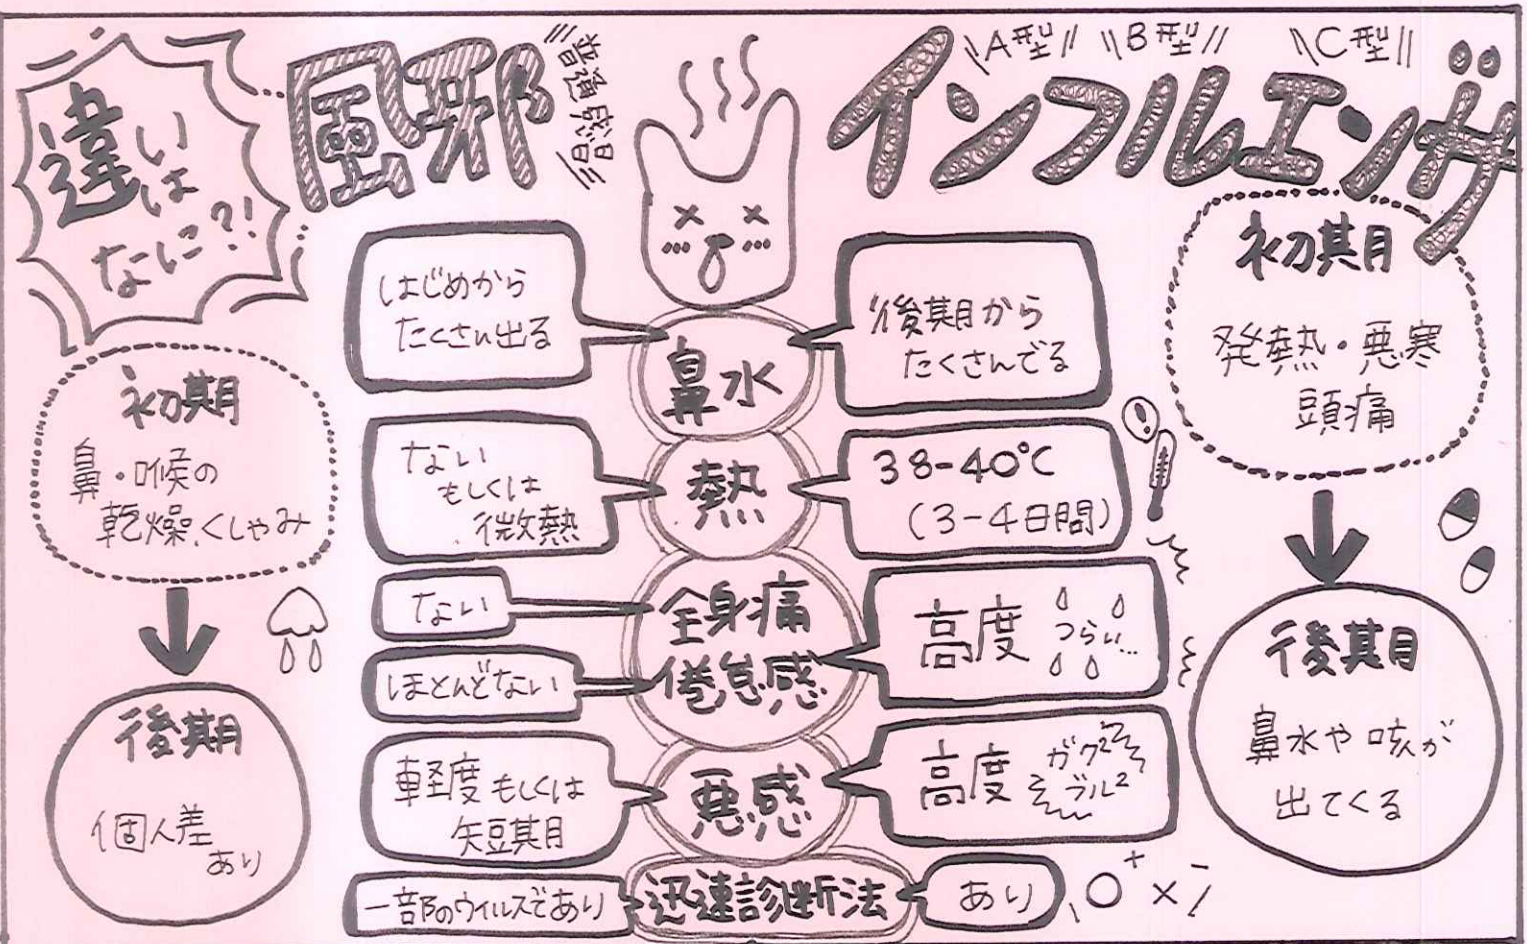 違いは
なに?!
風邪
普通感冒
A型 B型 C型
インフルエンザ
はじめから
たくさん出る
鼻水
後期から
たくさんでる
ない
もしくは
微熱
熱
38-40℃
(3-4日間)
ない
ほとんどない
全身痛
倦怠感
高度
つらい…
軽度もしくは
短期
悪感
高度
ガク²
ブル²
一部のウイルスであり
迅速診断法
あり
+ -
初期
鼻・喉の
乾燥、くしゃみ
後期
個人差
あり
初期
発熱・悪寒
頭痛
後期
鼻水や咳が
出てくる